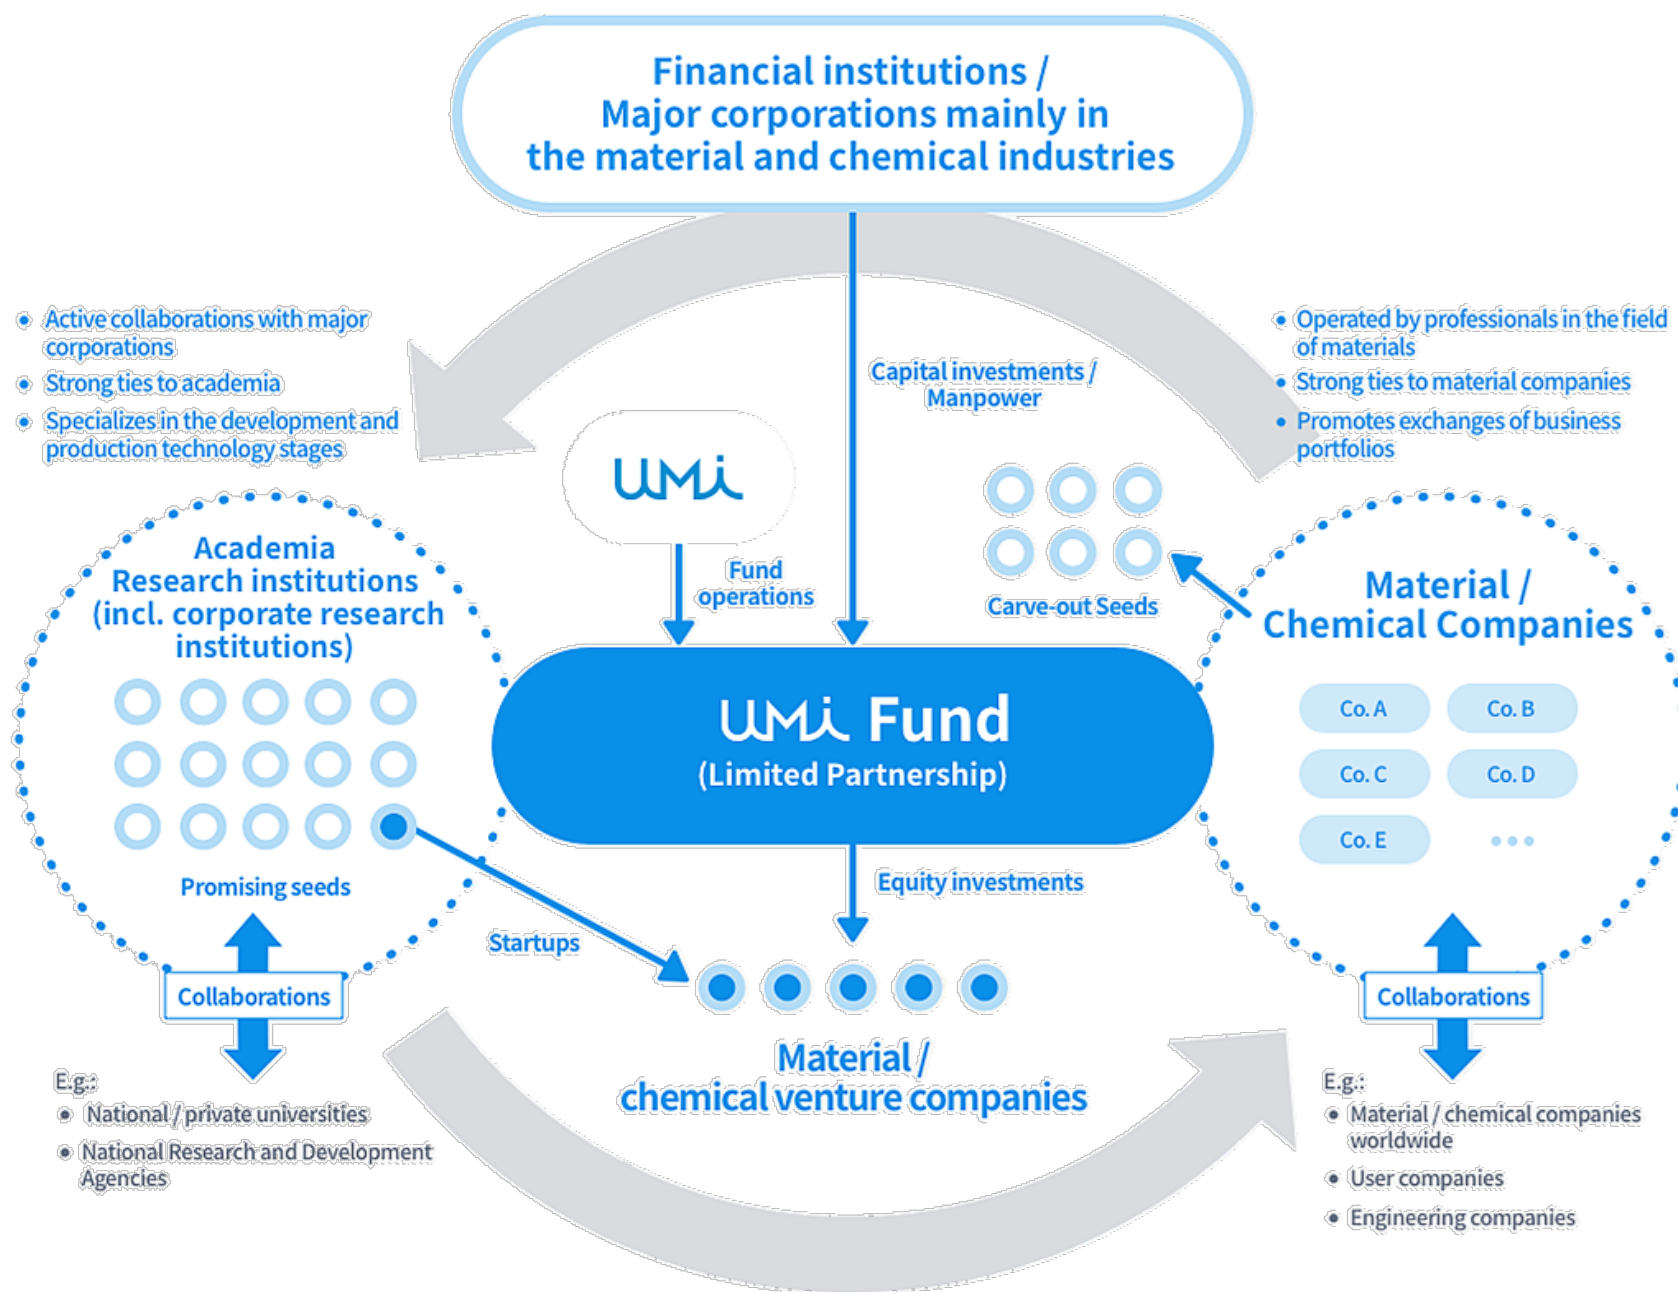 Financial institutions /
Major corporations mainly in
the material and chemical industries
Active collaborations with major
corporations
Strong ties to academia
Specializes in the development and
production technology stages
Operated by professionals in the field
of materials
Strong ties to material companies
Promotes exchanges of business
portfolios
Capital investments /
Manpower
UMi
Fund
operations
Carve-out Seeds
Academia
Research institutions
(incl. corporate research
institutions)
Promising seeds
Material /
Chemical Companies
Co. A
Co. B
Co. C
Co. D
Co. E
•••
UMi Fund
(Limited Partnership)
Equity investments
Startups
Material /
chemical venture companies
Collaborations
E.g.:
National / private universities
National Research and Development
Agencies
Collaborations
E.g.:
Material / chemical companies
worldwide
User companies
Engineering companies